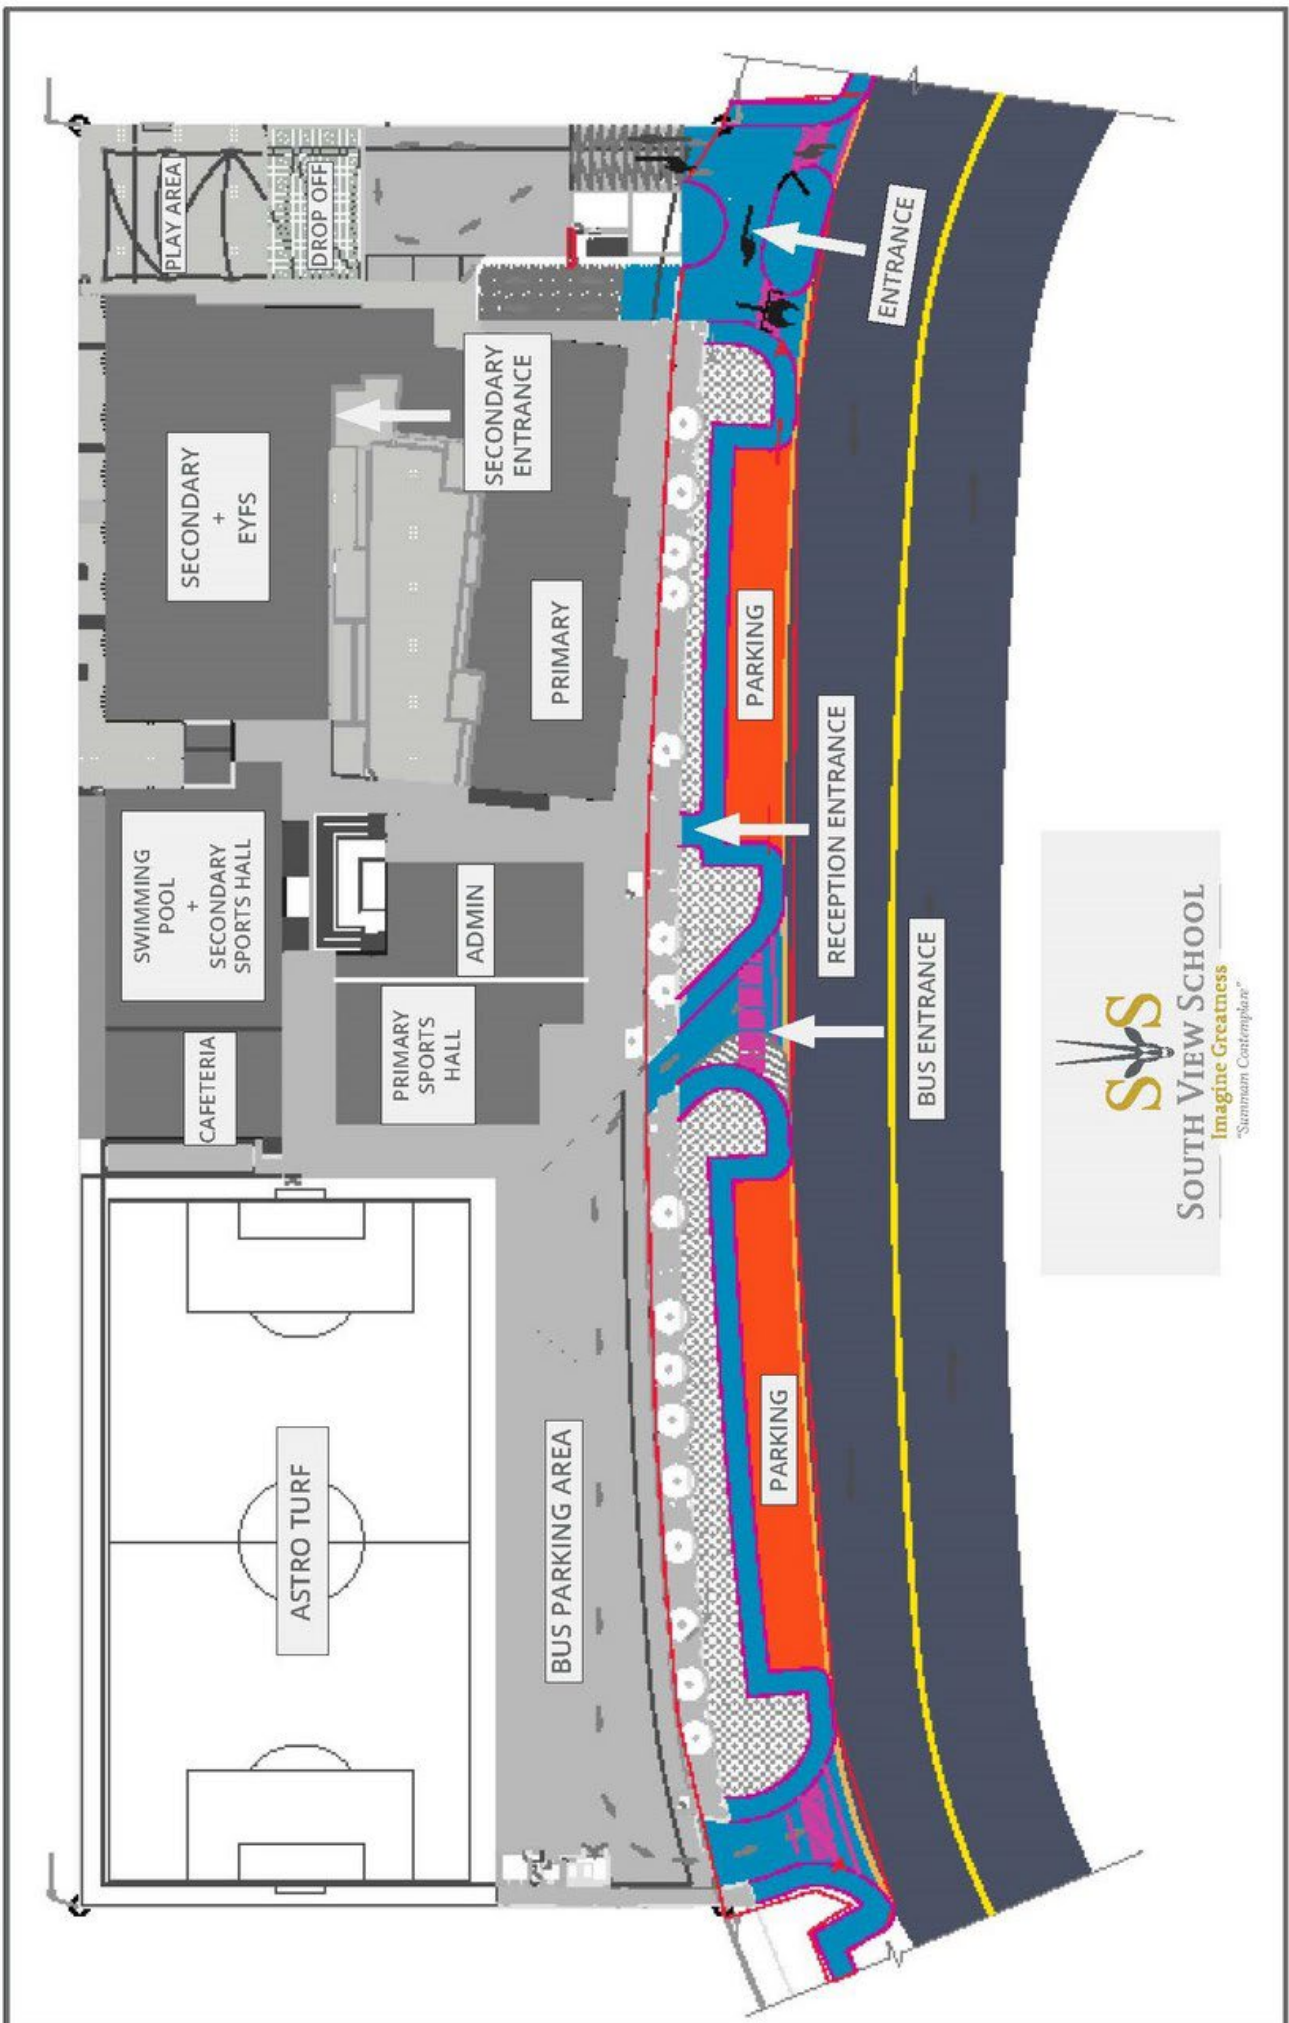 PLAY AREA
DROP OFF
SECONDARY
+
EYFS
SECONDARY
ENTRANCE
PRIMARY
ENTRANCE
PARKING
SWIMMING
POOL
+
SECONDARY
SPORTS HALL
ADMIN
RECEPTION ENTRANCE
CAFETERIA
PRIMARY
SPORTS
HALL
BUS ENTRANCE
ASTRO TURF
BUS PARKING AREA
PARKING
SVS
SOUTH VIEW SCHOOL
Imagine Greatness
"Summam Contemplare"